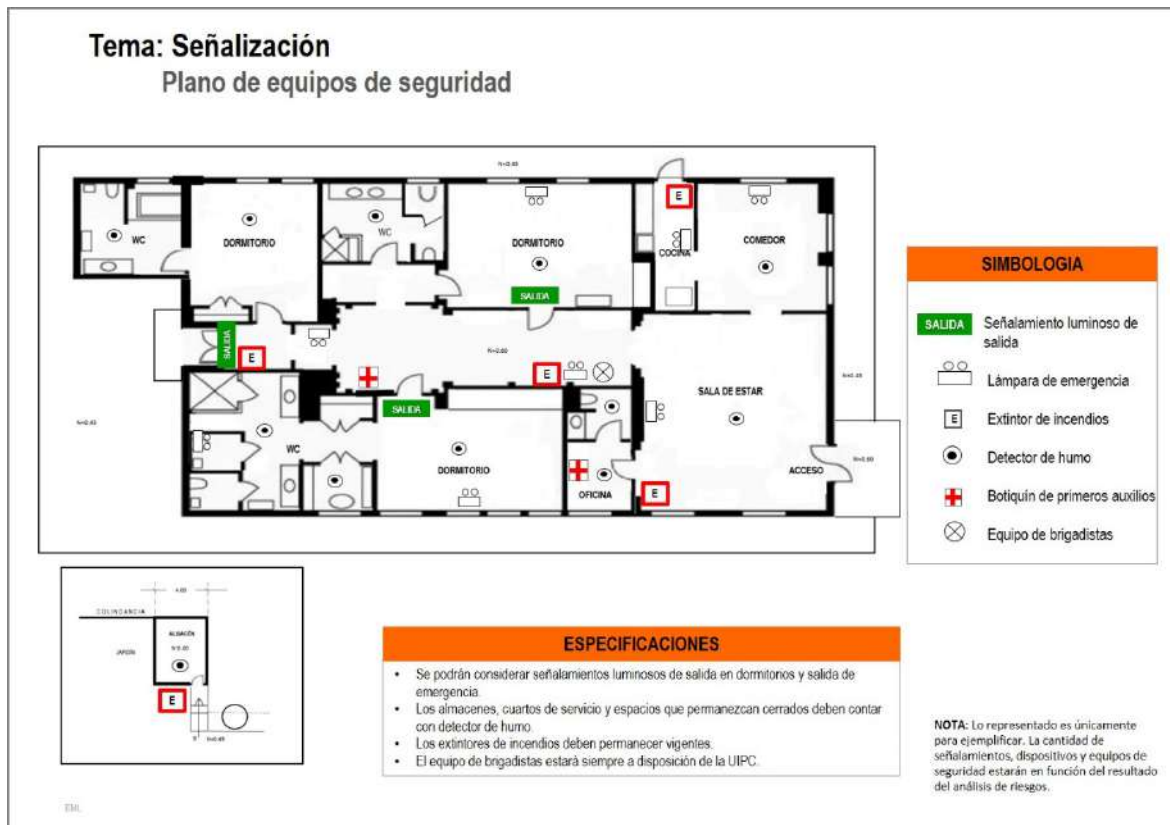 Tema: Señalización
Plano de equipos de seguridad
WC
DORMITORIO
WC
DORMITORIO
SALIDA
E
COCINA
COMEDOR
SALIDA
E
E
SALIDA
SALA DE ESTAR
WC
DORMITORIO
OFICINA
E
ACCESO
SIMBOLOGIA
SALIDA
Señalamiento luminoso de
salida
Lámpara de emergencia
E
Extintor de incendios
Detector de humo
Botiquín de primeros auxilios
Equipo de brigadistas
COLINDANCIA
JARDÍN
ALMACÉN
E
ESPECIFICACIONES
• Se podrán considerar señalamientos luminosos de salida en dormitorios y salida de
emergencia.
• Los almacenes, cuartos de servicio y espacios que permanezcan cerrados deben contar
con detector de humo.
• Los extintores de incendios deben permanecer vigentes.
• El equipo de brigadistas estará siempre a disposición de la UIPC.
NOTA: Lo representado es únicamente
para ejemplificar. La cantidad de
señalamientos, dispositivos y equipos de
seguridad estarán en función del resultado
del análisis de riesgos.